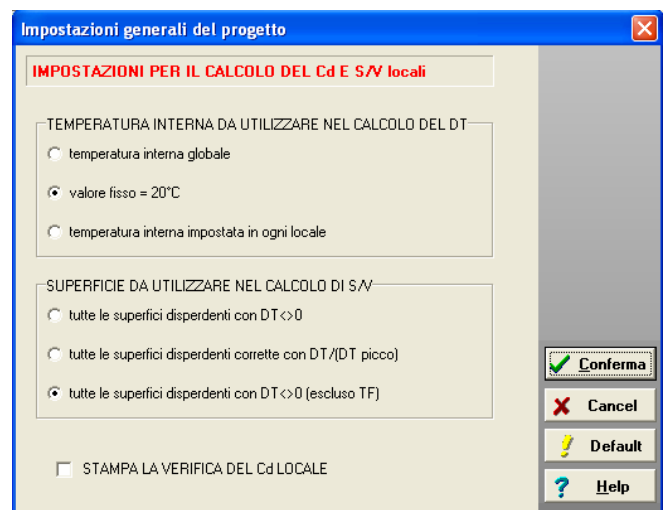 Impostazioni generali del progetto
IMPOSTAZIONI PER IL CALCOLO DEL Cd E S/V locali
TEMPERATURA INTERNA DA UTILIZZARE NEL CALCOLO DEL DT
temperatura interna globale
valore fisso = 20°C
temperatura interna impostata in ogni locale
SUPERFICIE DA UTILIZZARE NEL CALCOLO DI S/V
tutte le superfici disperdenti con DT<>0
tutte le superfici disperdenti corrette con DT/(DT picco)
tutte le superfici disperdenti con DT<>0 (escluso TF)
STAMPA LA VERIFICA DEL Cd LOCALE
Conferma
Cancel
Default
Help